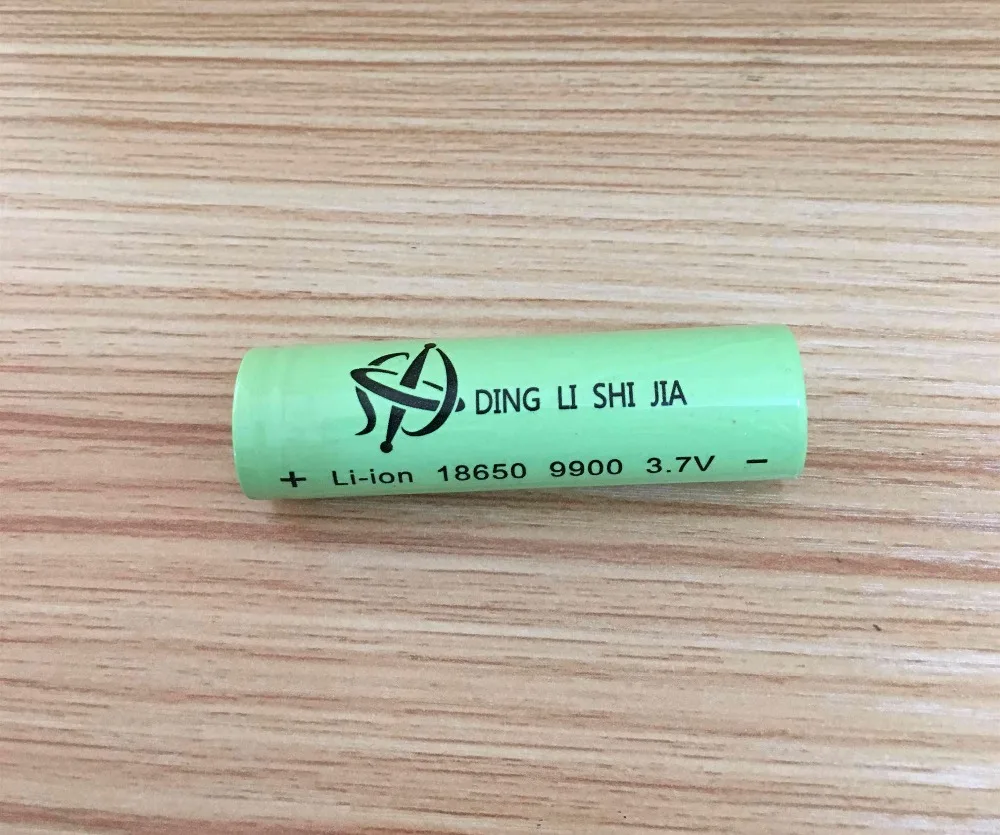 DING LI SHI JIA
+ Li-ion 18650 9900 3.7V −